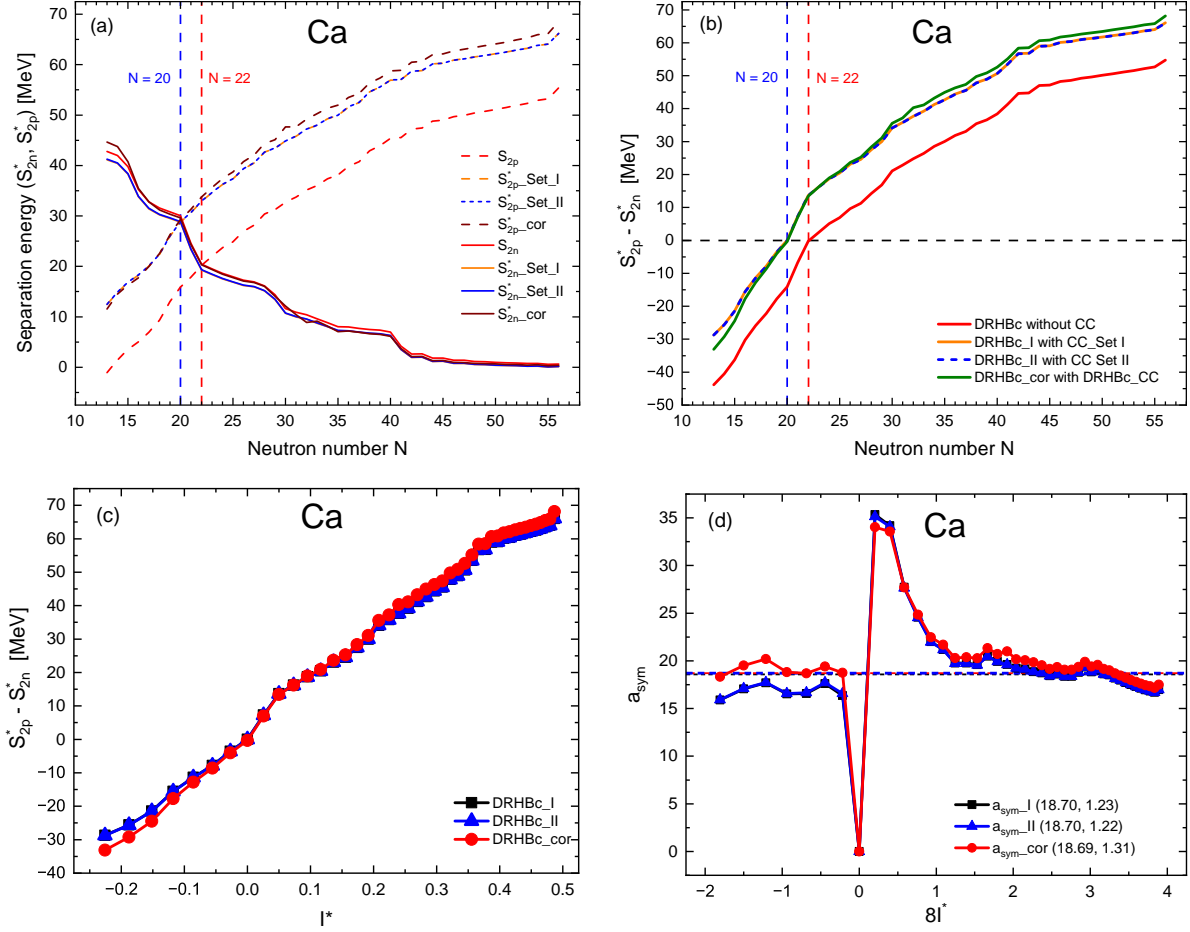 (a)
Ca
N = 20
N = 22
Separation energy (S*2n, S*2p) [MeV]
70
60
50
40
30
20
10
0
S2p
S*2p_Set_I
S*2p_Set_II
S*2p_cor
S2n
S*2n_Set_I
S*2n_Set_II
S*2n_cor
10 15 20 25 30 35 40 45 50 55
Neutron number N
(b)
Ca
N = 20
N = 22
S*2p - S*2n [MeV]
70
60
50
40
30
20
10
0
−10
−20
−30
−40
−50
DRHBc without CC
DRHBc_I with CC_Set I
DRHBc_II with CC Set II
DRHBc_cor with DRHBc_CC
10 15 20 25 30 35 40 45 50 55
Neutron number N
(c)
Ca
S*2p - S*2n [MeV]
70
60
50
40
30
20
10
0
−10
−20
−30
−40
DRHBc_I
DRHBc_II
DRHBc_cor
−0.2 −0.1 0.0 0.1 0.2 0.3 0.4 0.5
I*
(d)
Ca
asym
35
30
25
20
15
10
5
0
asym_I (18.70, 1.23)
asym_II (18.70, 1.22)
asym_cor (18.69, 1.31)
−2 −1 0 1 2 3 4
8I*